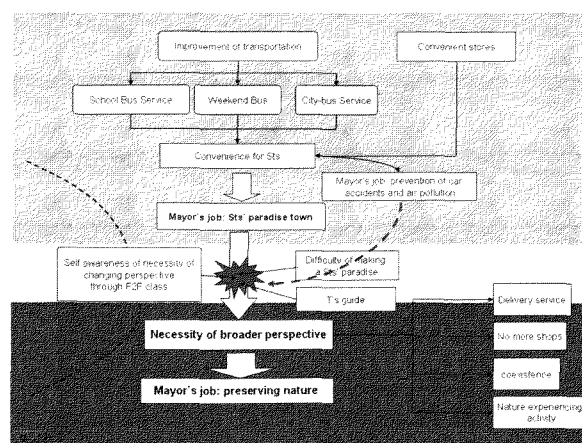 Improvement of transportation
Convenient stores
School Bus Service
Weekend Bus
City-bus Service
Convenience for Sts
Mayor's job: prevention of car
accidents and air pollution
Mayor's job: Sts' paradise town
Self awareness of necessity of
changing perspective
through F2F class
Difficulty of making
a Sts' paradise
T's guide
Delivery service
Necessity of broader perspective
No more shops
coexistence
Mayor's job: preserving nature
Nature experiencing
activity